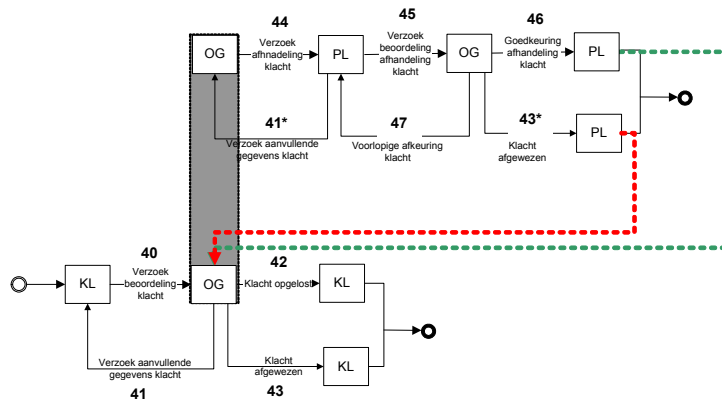 44
45
46
OG
Verzoek
afhnadeling
klacht
PL
Verzoek
beoordeling
afhandeling
klacht
OG
Goedkeuring
afhandeling
klacht
PL
41*
47
43*
Verzoek aanvullende
gegevens klacht
Voorlopige afkeuring
klacht
Klacht
afgewezen
PL
40
42
KL
Verzoek
beoordeling
klacht
OG
Klacht opgelost
KL
Verzoek aanvullende
gegevens klacht
Klacht
afgewezen
KL
41
43